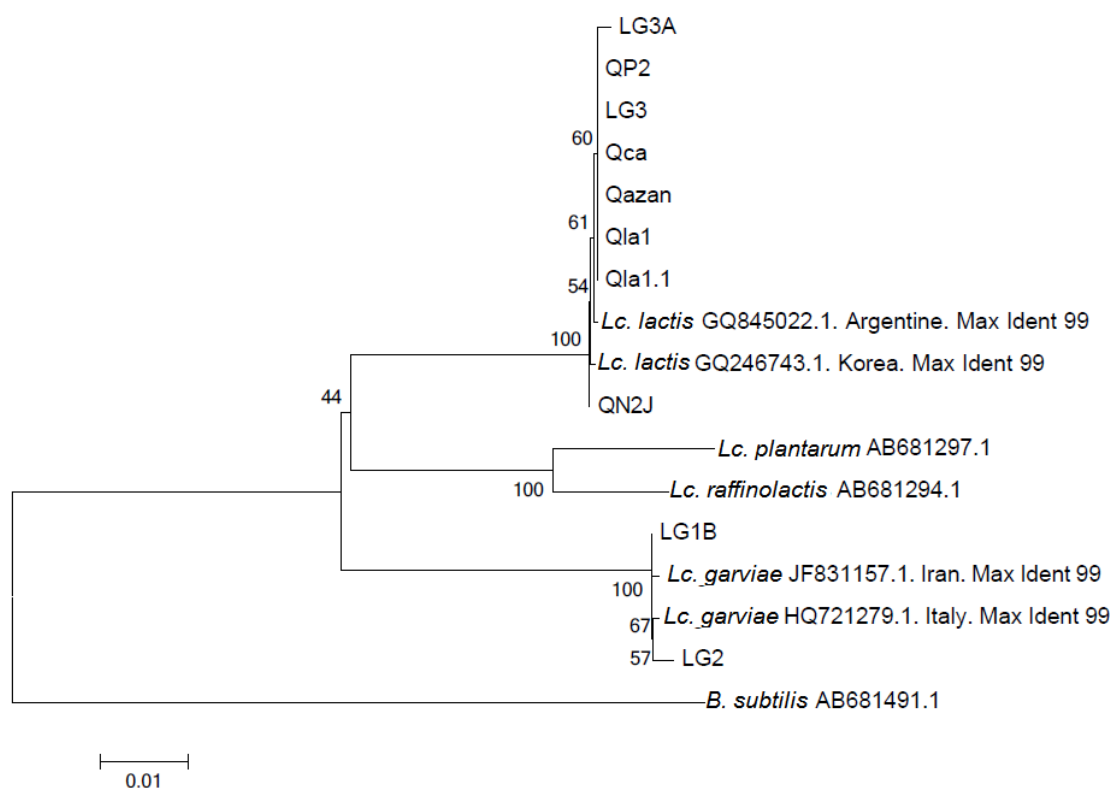 LG3A
QP2
LG3
60
Qca
Qazan
61
Qla1
Qla1.1
54
Lc. lactis GQ845022.1. Argentine. Max Ident 99
100
Lc. lactis GQ246743.1. Korea. Max Ident 99
44
QN2J
Lc. plantarum AB681297.1
100
Lc. raffinolactis AB681294.1
LG1B
Lc._garviae JF831157.1. Iran. Max Ident 99
100
Lc._garviae HQ721279.1. Italy. Max Ident 99
67
57
LG2
B. subtilis AB681491.1
0.01